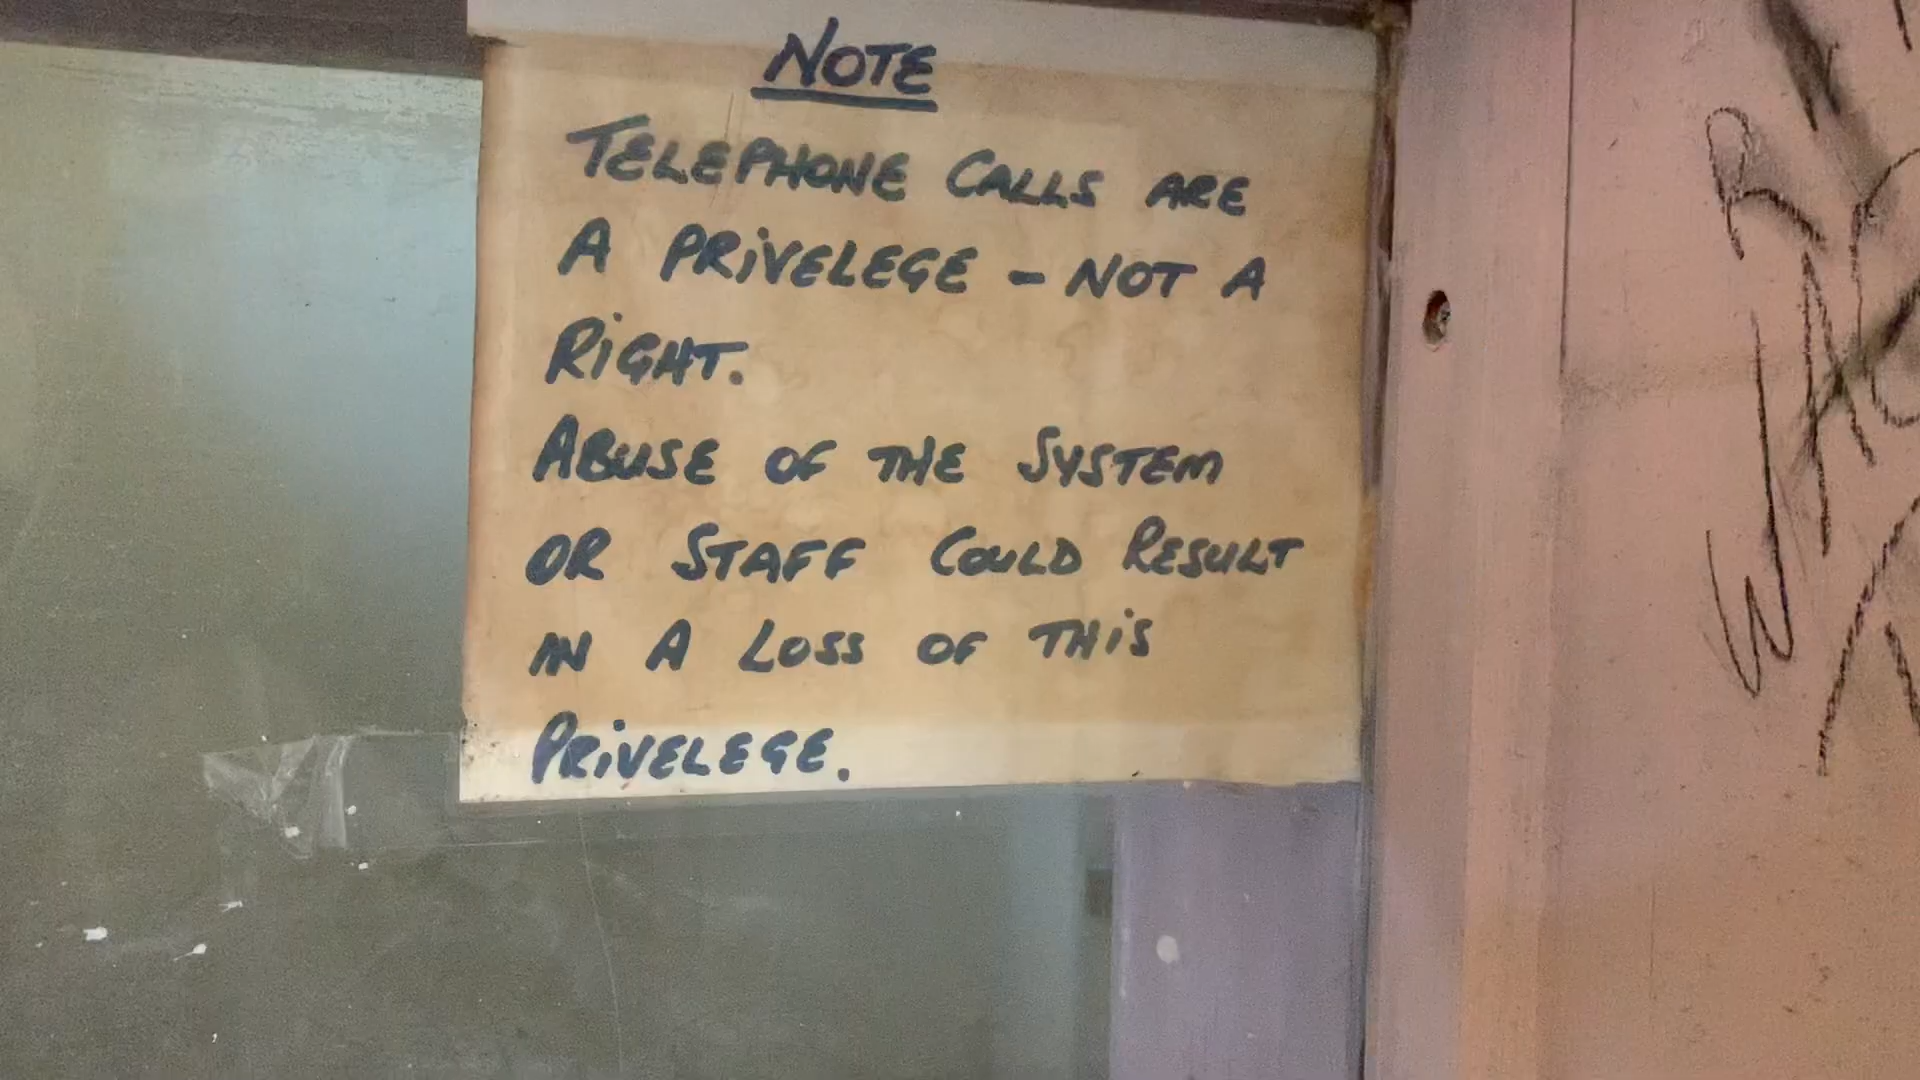 NOTE
TELEPHONE CALLS ARE
A PRIVELEGE - NOT A
RIGHT.
ABUSE OF THE SYSTEM
OR STAFF COULD RESULT
IN A LOSS OF THIS
PRIVELEGE.